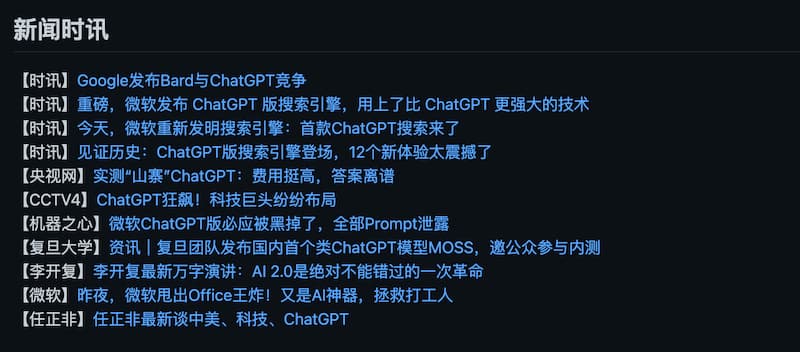 新闻时讯
【时讯】Google发布Bard与ChatGPT竞争
【时讯】重磅，微软发布 ChatGPT 版搜索引擎，用上了比 ChatGPT 更强大的技术
【时讯】今天，微软重新发明搜索引擎：首款ChatGPT搜索来了
【时讯】见证历史：ChatGPT版搜索引擎登场，12个新体验太震撼了
【央视网】实测“山寨”ChatGPT：费用挺高，答案离谱
【CCTV4】ChatGPT狂飙！科技巨头纷纷布局
【机器之心】微软ChatGPT版必应被黑掉了，全部Prompt泄露
【复旦大学】资讯｜复旦团队发布国内首个类ChatGPT模型MOSS，邀公众参与内测
【李开复】李开复最新万字演讲：AI 2.0是绝对不能错过的一次革命
【微软】昨夜，微软甩出Office王炸！又是AI神器，拯救打工人
【任正非】任正非最新谈中美、科技、ChatGPT